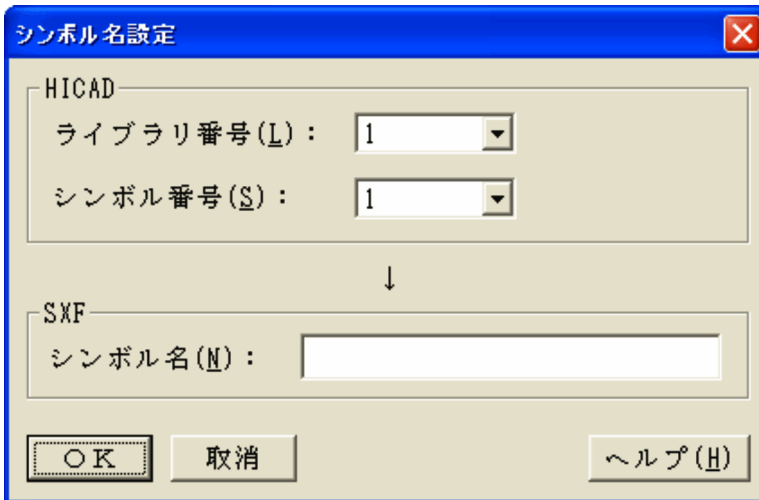 シンボル名設定
HICAD
ライブラリ番号(L)： 1
シンボル番号(S)： 1
↓
SXF
シンボル名(N)：
ＯＫ 取消 ヘルプ(H)